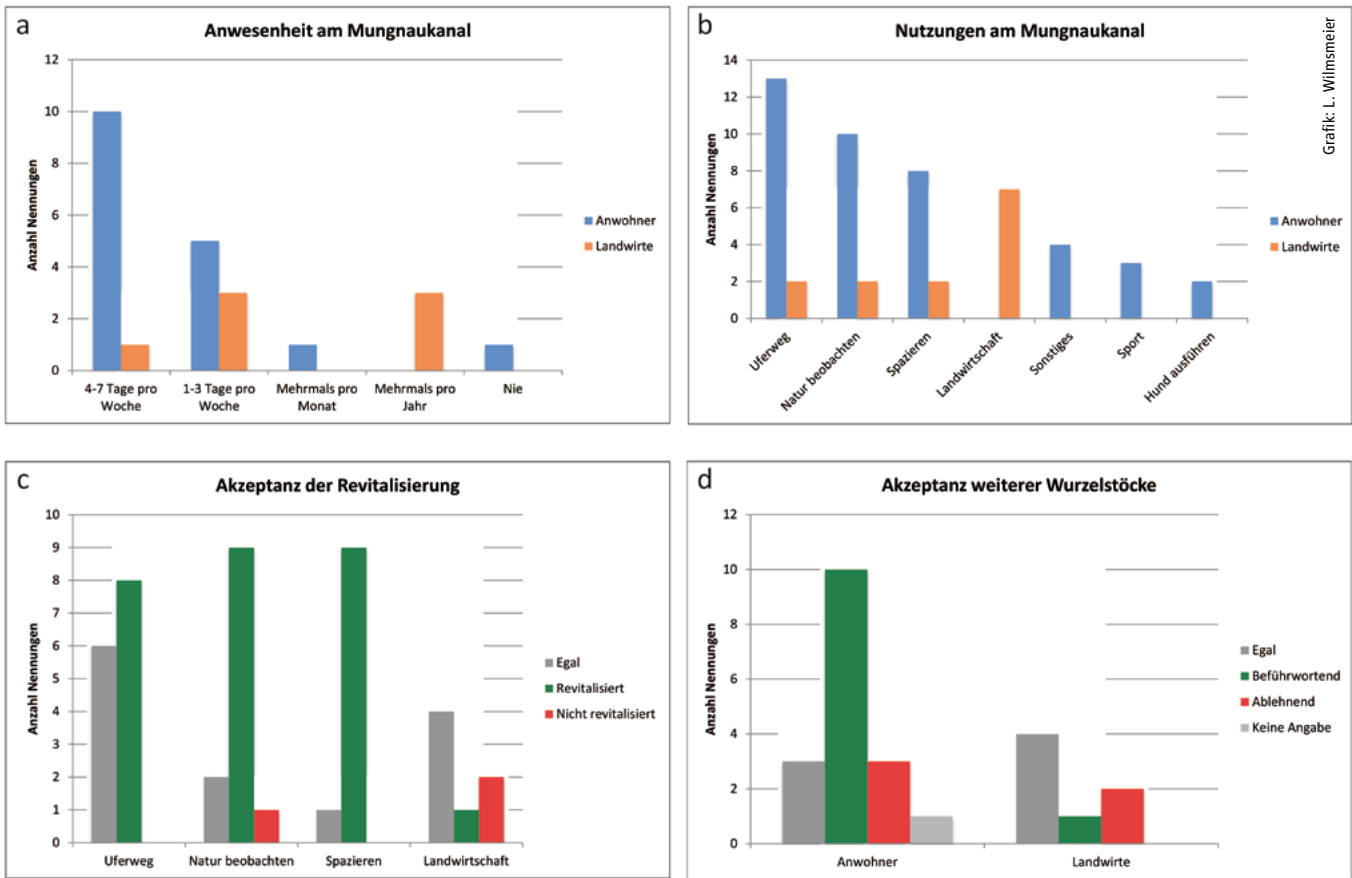 a
Anwesenheit am Mungnaukanal
Anzahl Nennungen
12
10
8
6
4
2
0
4-7 Tage pro
Woche
1-3 Tage pro
Woche
Mehrmals pro
Monat
Mehrmals pro
Jahr
Nie
Anwohner
Landwirte
b
Nutzungen am Mungnaukanal
Grafik: L. Wilmsmeier
Anzahl Nennungen
14
12
10
8
6
4
2
0
Uferweg
Natur beobachten
Spazieren
Landwirtschaft
Sonstiges
Sport
Hund ausführen
Anwohner
Landwirte
c
Akzeptanz der Revitalisierung
Anzahl Nennungen
10
9
8
7
6
5
4
3
2
1
0
Uferweg
Natur beobachten
Spazieren
Landwirtschaft
Egal
Revitalisiert
Nicht revitalisiert
d
Akzeptanz weiterer Wurzelstöcke
Anzahl Nennungen
12
10
8
6
4
2
0
Anwohner
Landwirte
Egal
Beführwortend
Ablehnend
Keine Angabe